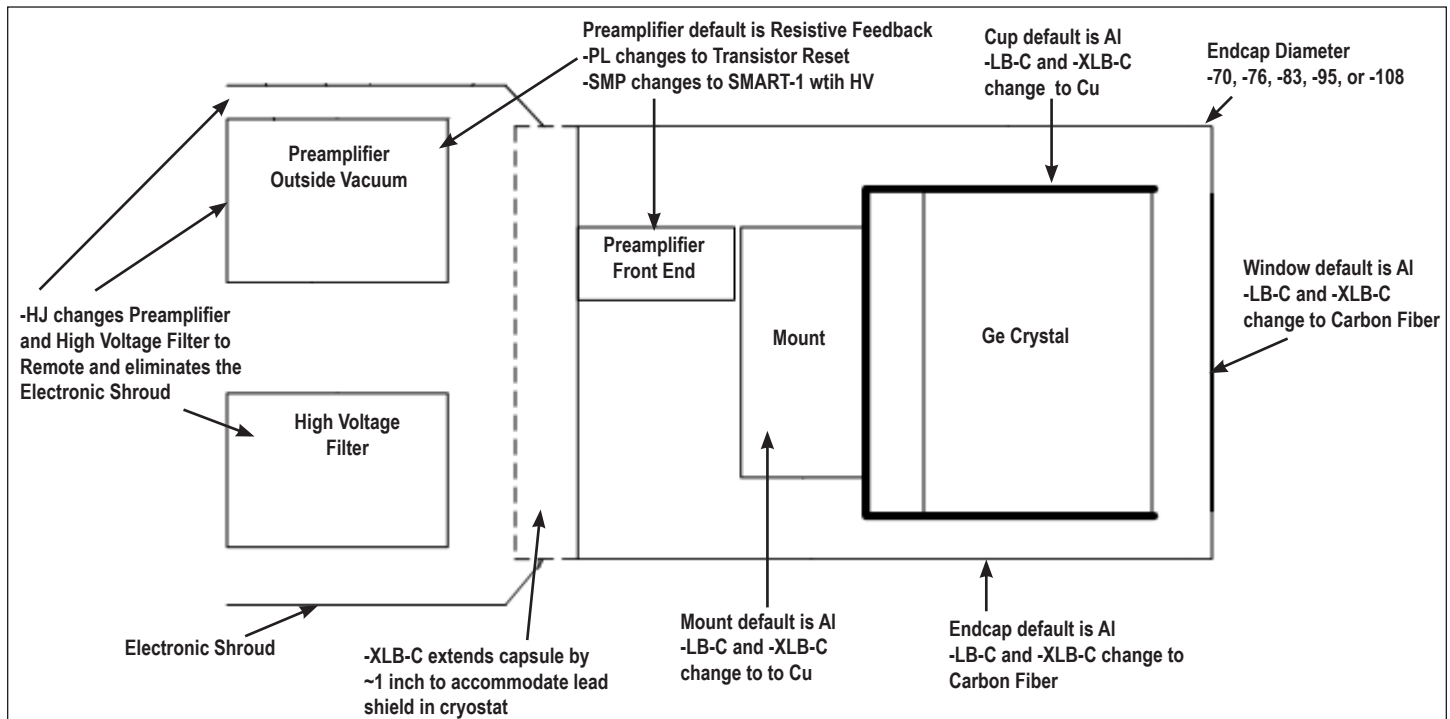 Preamplifier default is Resistive Feedback
-PL changes to Transistor Reset
-SMP changes to SMART-1 wtih HV
Cup default is Al
-LB-C and -XLB-C
change  to Cu
Endcap Diameter
-70, -76, -83, -95, or -108
Preamplifier
Outside Vacuum
Preamplifier
Front End
Mount
Ge Crystal
Window default is Al
-LB-C and -XLB-C
change to Carbon Fiber
-HJ changes Preamplifier
and High Voltage Filter to
Remote and eliminates the
Electronic Shroud
High Voltage
Filter
Electronic Shroud
-XLB-C extends capsule by
~1 inch to accommodate lead
shield in cryostat
Mount default is Al
-LB-C and -XLB-C
change to to Cu
Endcap default is Al
-LB-C and -XLB-C change to
Carbon Fiber